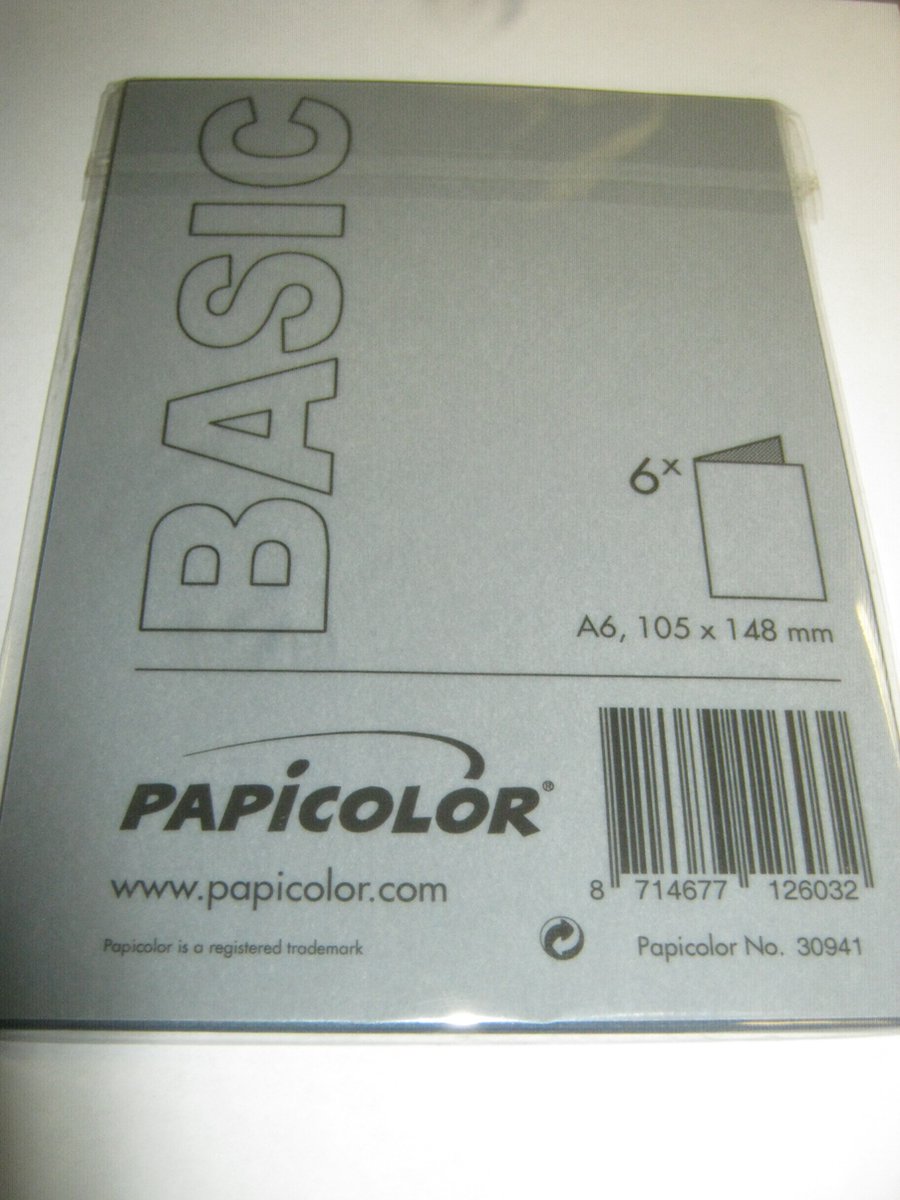 BASIC
6x
A6, 105 x 148 mm
PAPICOLOR®
www.papicolor.com
Papicolor is a registered trademark
8 714677 126032
Papicolor No. 30941